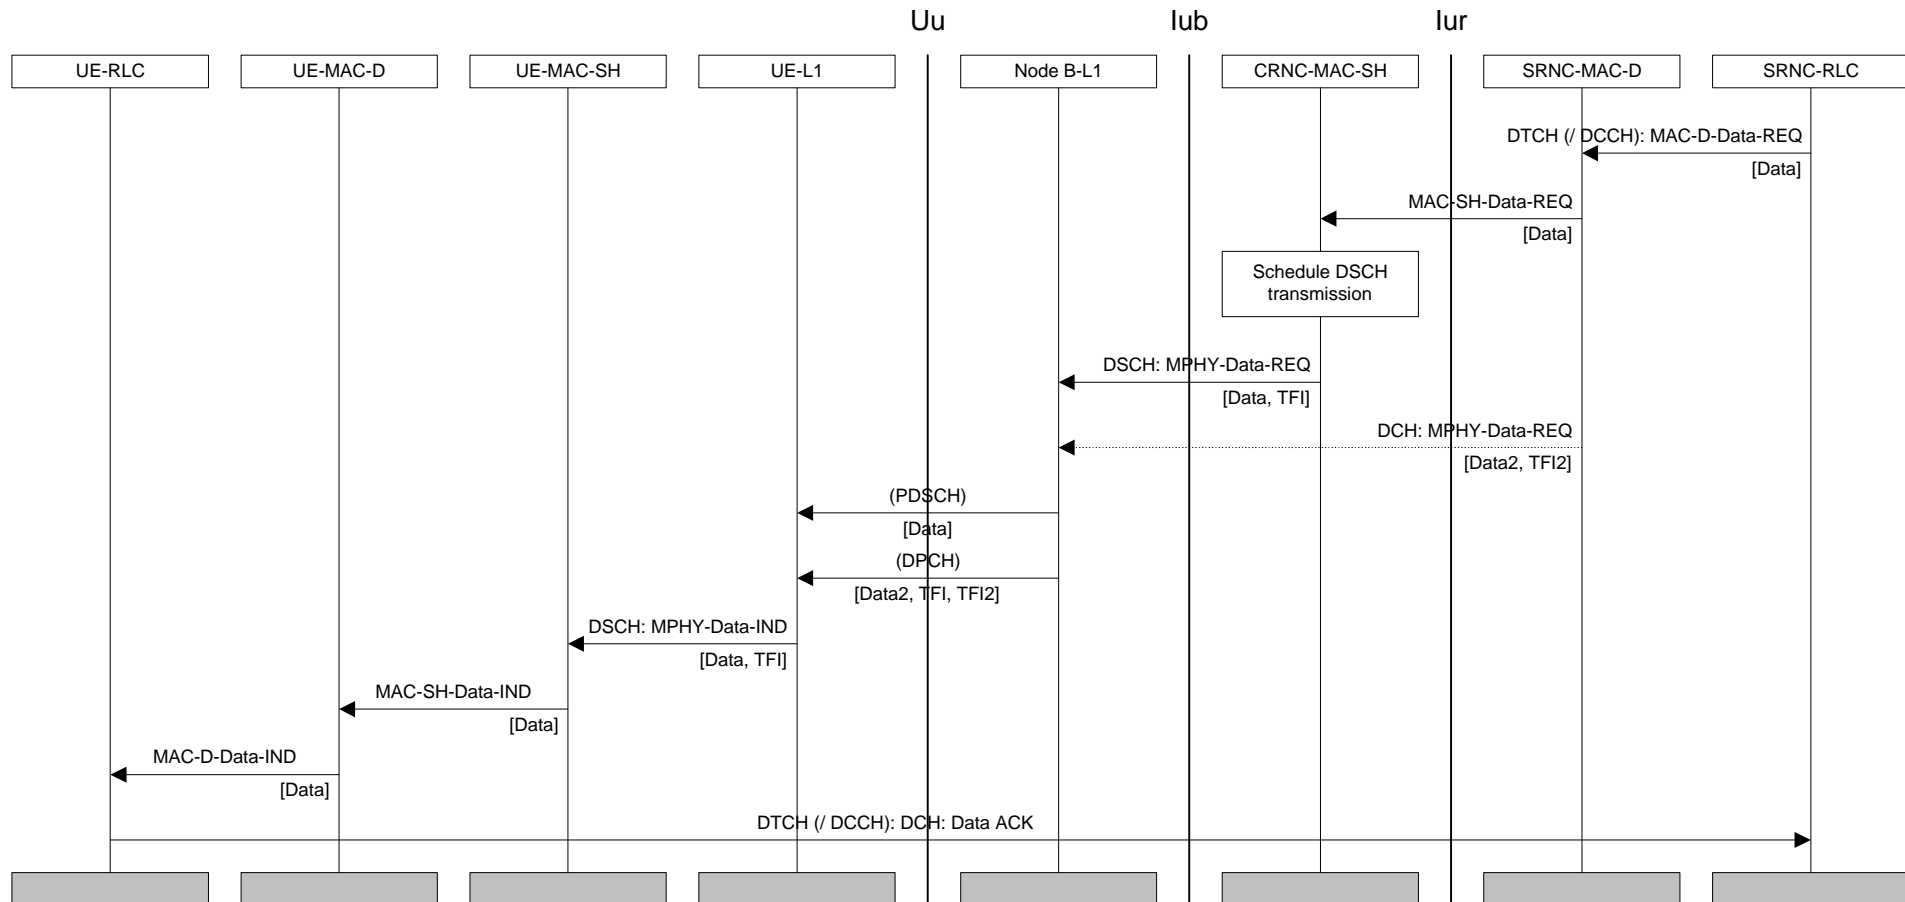 Uu
Iub
Iur
UE-RLC
UE-MAC-D
UE-MAC-SH
UE-L1
Node B-L1
CRNC-MAC-SH
SRNC-MAC-D
SRNC-RLC
DTCH (/ DCCH): MAC-D-Data-REQ
[Data]
MAC-SH-Data-REQ
[Data]
Schedule DSCH
transmission
DSCH: MPHY-Data-REQ
[Data, TFI]
DCH: MPHY-Data-REQ
[Data2, TFI2]
(PDSCH)
[Data]
(DPCH)
[Data2, TFI, TFI2]
DSCH: MPHY-Data-IND
[Data, TFI]
MAC-SH-Data-IND
[Data]
MAC-D-Data-IND
[Data]
DTCH (/ DCCH): DCH: Data ACK